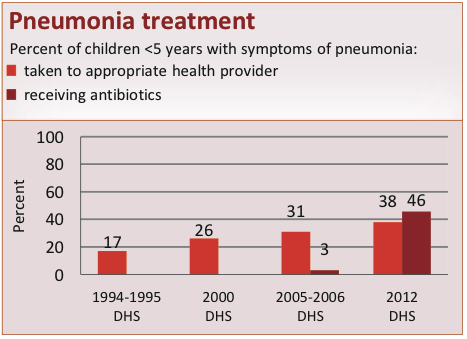 Pneumonia treatment
Percent of children <5 years with symptoms of pneumonia:
taken to appropriate health provider
receiving antibiotics
Percent
100
80
60
40
20
0
17
26
31
3
38
46
1994-1995
DHS
2000
DHS
2005-2006
DHS
2012
DHS